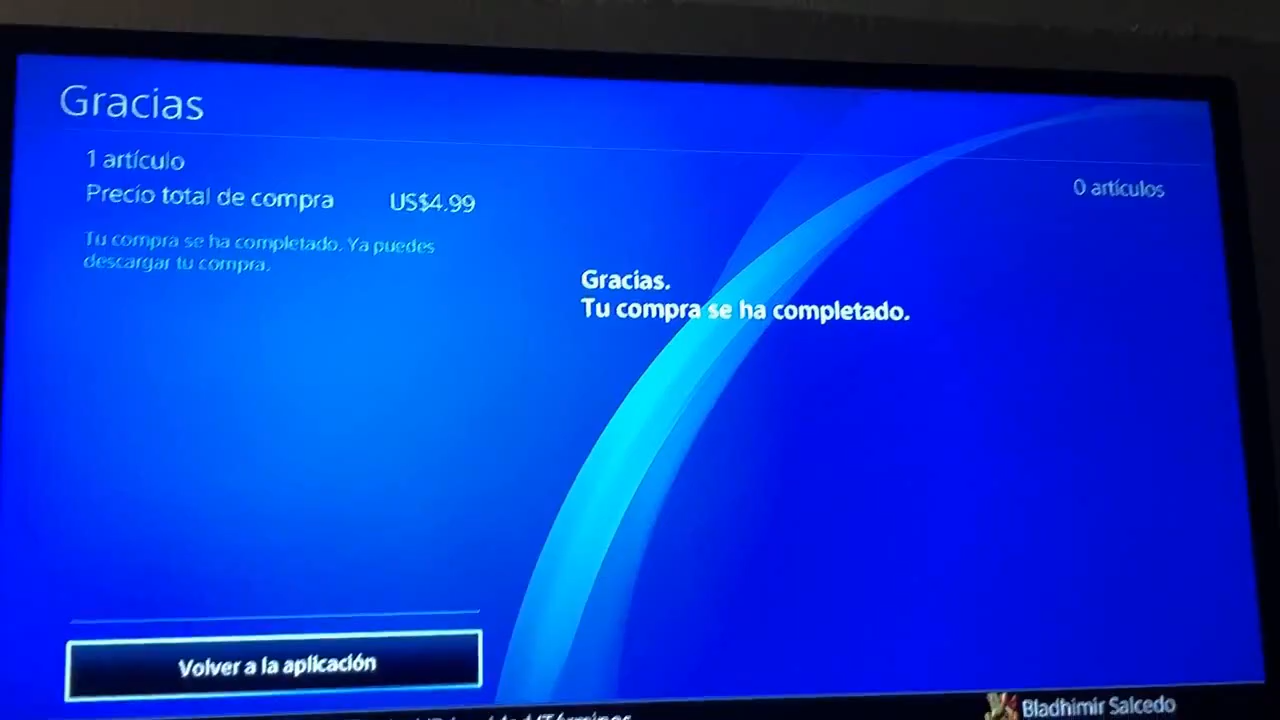 Gracias
1 artículo
Precio total de compra US$4.99
Tu compra se ha completado. Ya puedes
descargar tu compra.
0 artículos
Gracias.
Tu compra se ha completado.
Volver a la aplicación
Bladhimir Salcedo